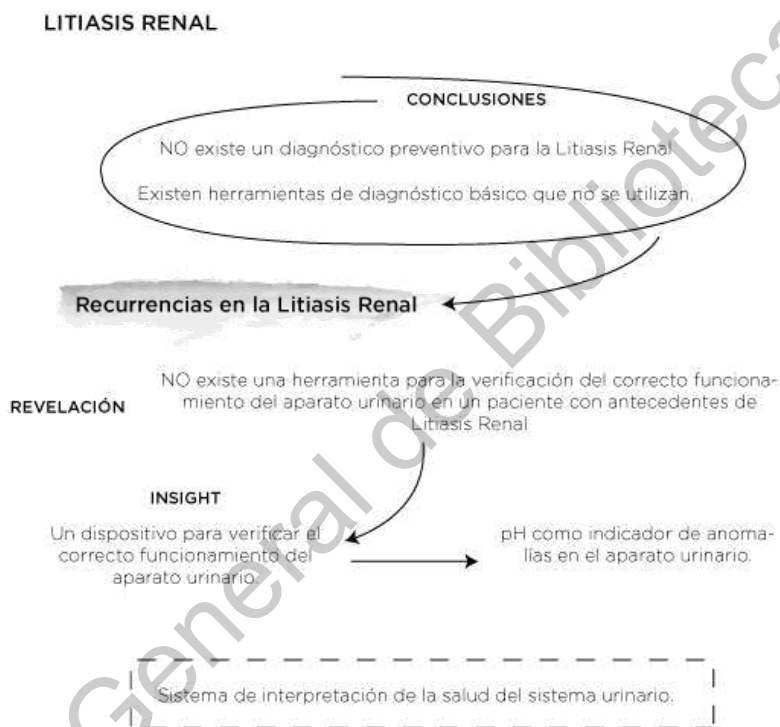 LITIASIS RENAL
CONCLUSIONES
NO existe un diagnóstico preventivo para la Litiasis Renal
Existen herramientas de diagnóstico básico que no se utilizan.
Recurrencias en la Litiasis Renal
NO existe una herramienta para la verificación del correcto funciona-
REVELACIÓN
miento del aparato urinario en un paciente con antecedentes de
Litiasis Renal
INSIGHT
Un dispositivo para verificar el
correcto funcionamiento del
aparato urinario.
pH como indicador de anoma-
lías en el aparato urinario.
Sistema de interpretación de la salud del sistema urinario.
General de Biblioteca